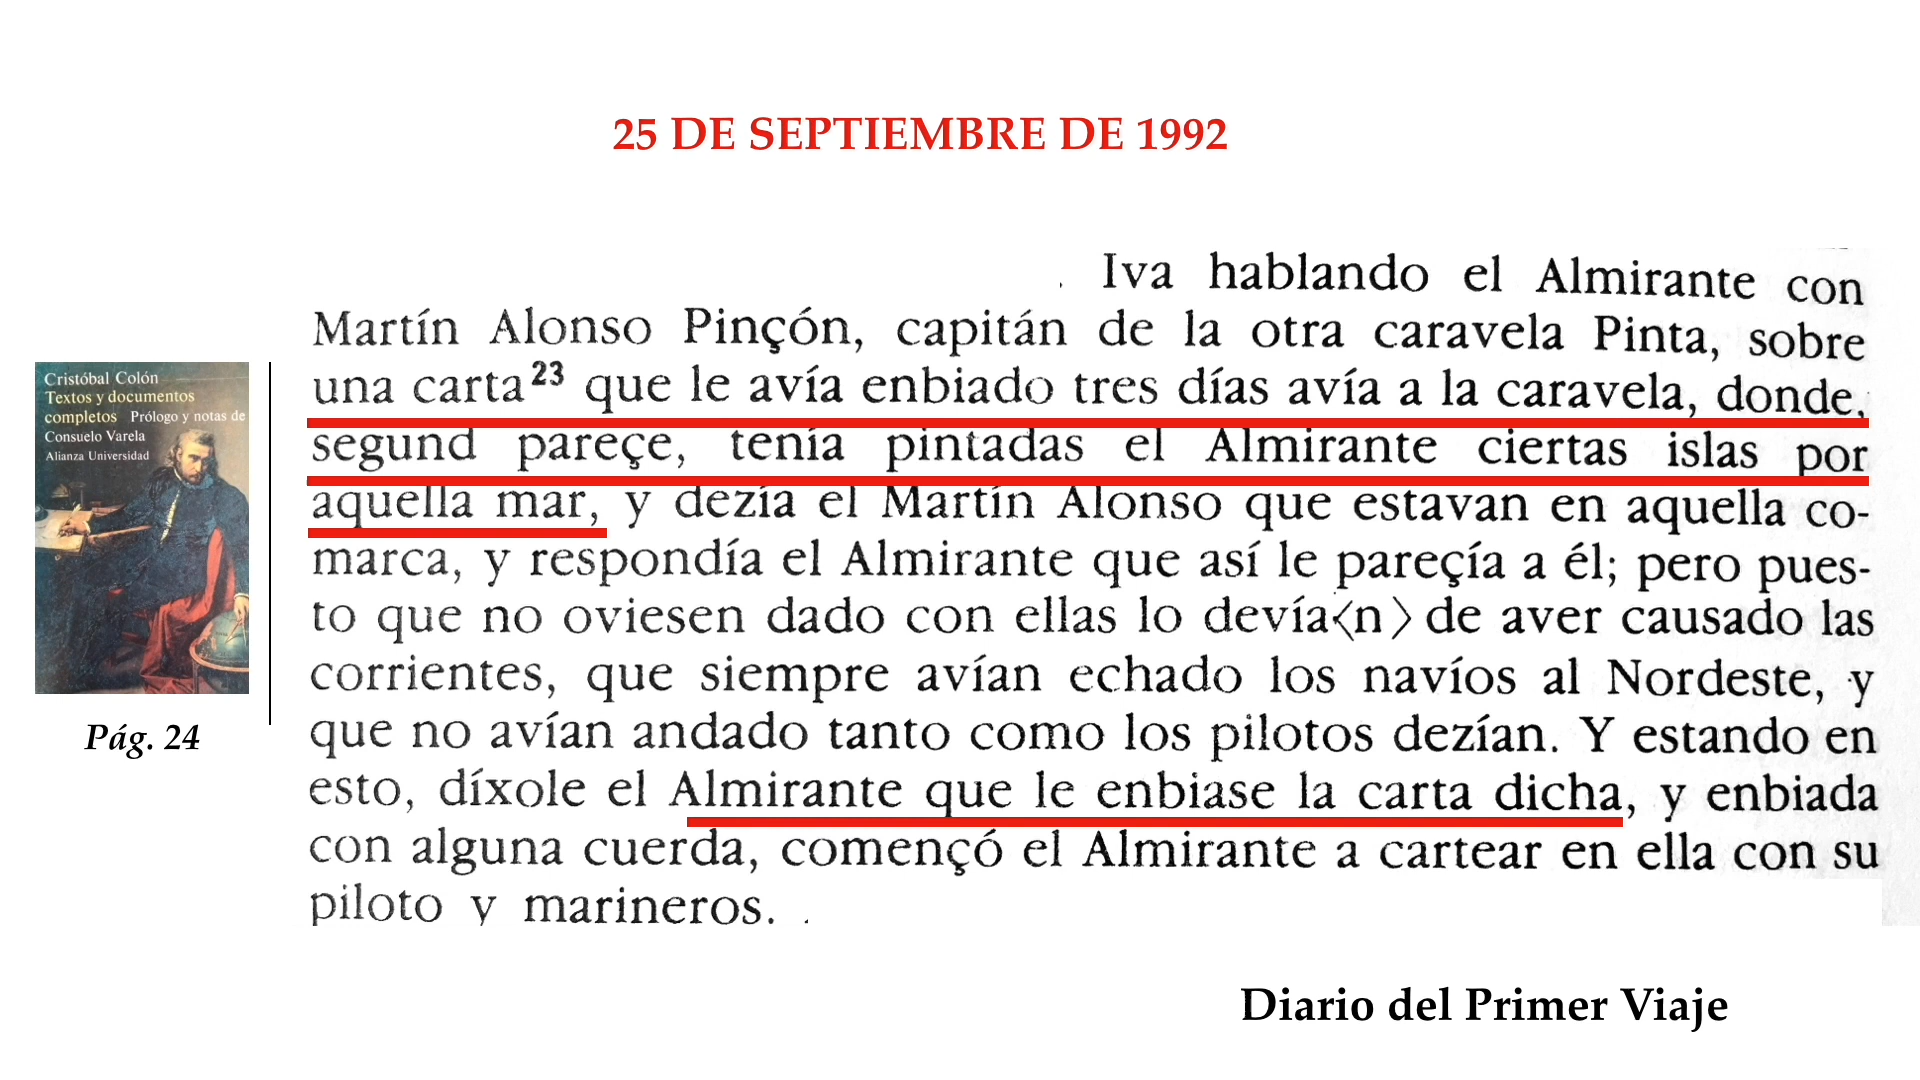 25 DE SEPTIEMBRE DE 1992
Iva hablando el Almirante con
Martín Alonso Pinçón, capitán de la otra caravela Pinta, sobre
una carta²³ que le avía enbiado tres días avía a la caravela, donde,
segund pareçe, tenía pintadas el Almirante ciertas islas por
aquella mar, y dezía el Martín Alonso que estavan en aquella co-
marca, y respondía el Almirante que así le pareçía a él; pero pues-
to que no oviesen dado con ellas lo devía<n> de aver causado las
corrientes, que siempre avían echado los navíos al Nordeste, y
que no avían andado tanto como los pilotos dezían. Y estando en
esto, díxole el Almirante que le enbiase la carta dicha, y enbiada
con alguna cuerda, començó el Almirante a cartear en ella con su
piloto y marineros.
Cristóbal Colón
Textos y documentos
completos Prólogo y notas de
Consuelo Varela
Alianza Universidad
Pág. 24
Diario del Primer Viaje